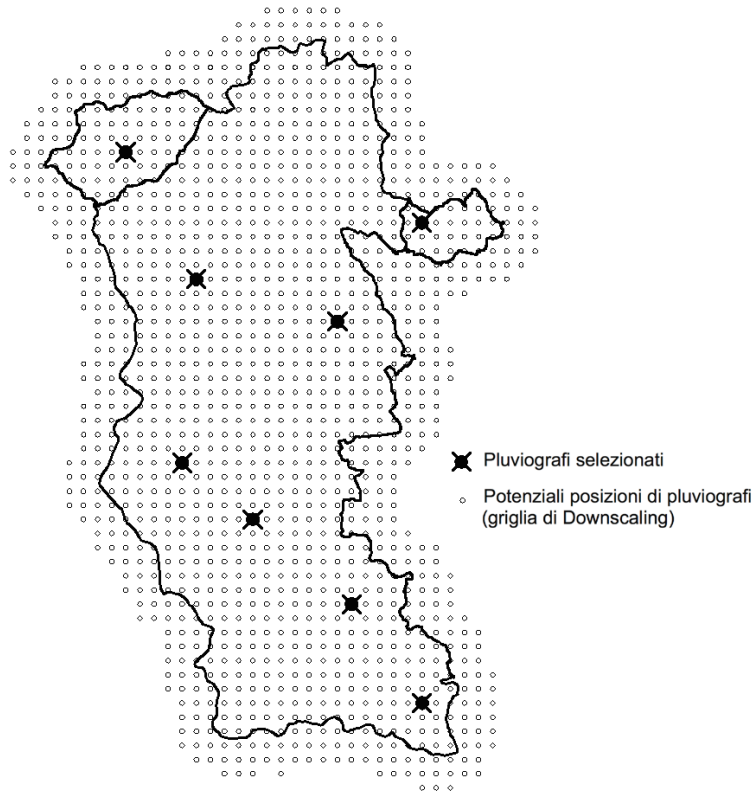 Pluviografi selezionati
Potenziali posizioni di pluviografi
(griglia di Downscaling)